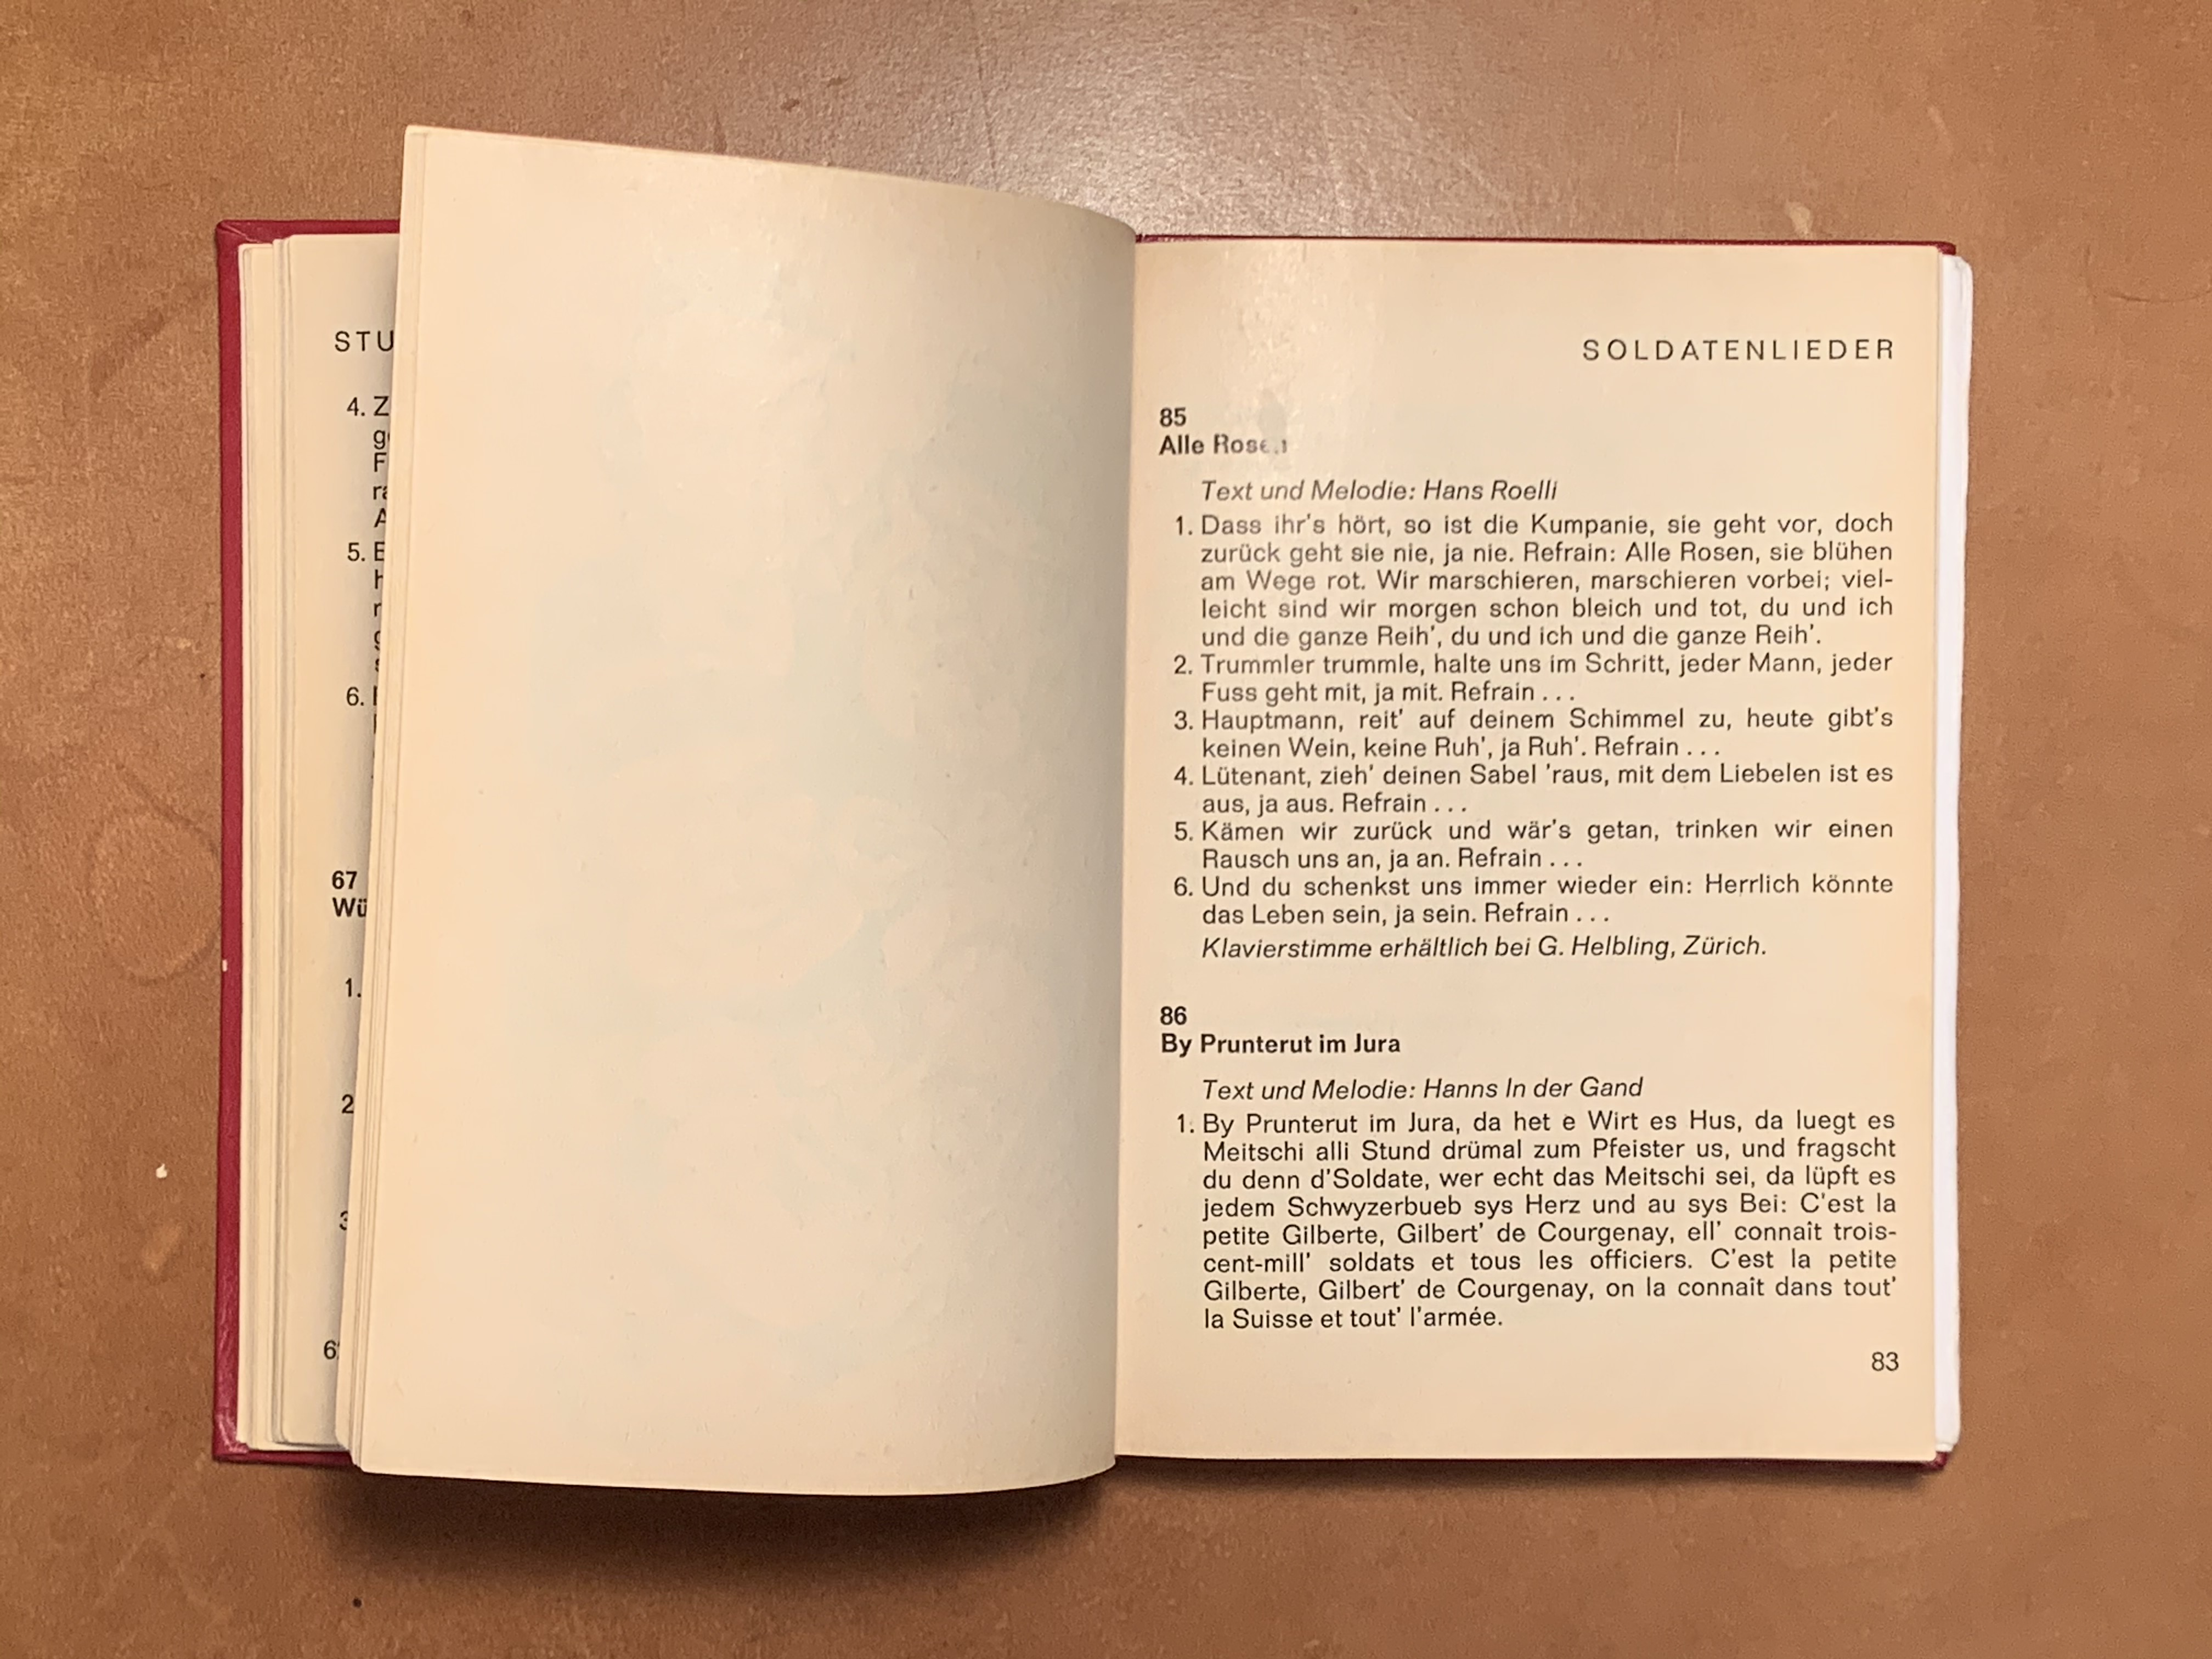 STU
4. Z
5. E
6.
67
Wü
1.
2
3
6
SOLDATENLIEDER
85
Alle Rosen
Text und Melodie: Hans Roelli
1. Dass ihr's hört, so ist die Kumpanie, sie geht vor, doch
zurück geht sie nie, ja nie. Refrain: Alle Rosen, sie blühen
am Wege rot. Wir marschieren, marschieren vorbei; viel-
leicht sind wir morgen schon bleich und tot, du und ich
und die ganze Reih', du und ich und die ganze Reih'.
2. Trummler trummle, halte uns im Schritt, jeder Mann, jeder
Fuss geht mit, ja mit. Refrain . . .
3. Hauptmann, reit' auf deinem Schimmel zu, heute gibt's
keinen Wein, keine Ruh', ja Ruh'. Refrain . . .
4. Lütenant, zieh' deinen Sabel 'raus, mit dem Liebelen ist es
aus, ja aus. Refrain . . .
5. Kämen wir zurück und wär's getan, trinken wir einen
Rausch uns an, ja an. Refrain . . .
6. Und du schenkst uns immer wieder ein: Herrlich könnte
das Leben sein, ja sein. Refrain . . .
Klavierstimme erhältlich bei G. Helbling, Zürich.
86
By Prunterut im Jura
Text und Melodie: Hanns In der Gand
1. By Prunterut im Jura, da het e Wirt es Hus, da luegt es
Meitschi alli Stund drümal zum Pfeister us, und fragscht
du denn d'Soldate, wer echt das Meitschi sei, da lüpft es
jedem Schwyzerbueb sys Herz und au sys Bei: C'est la
petite Gilberte, Gilbert' de Courgenay, ell' connaît trois-
cent-mill' soldats et tous les officiers. C'est la petite
Gilberte, Gilbert' de Courgenay, on la connaît dans tout'
la Suisse et tout' l'armée.
83